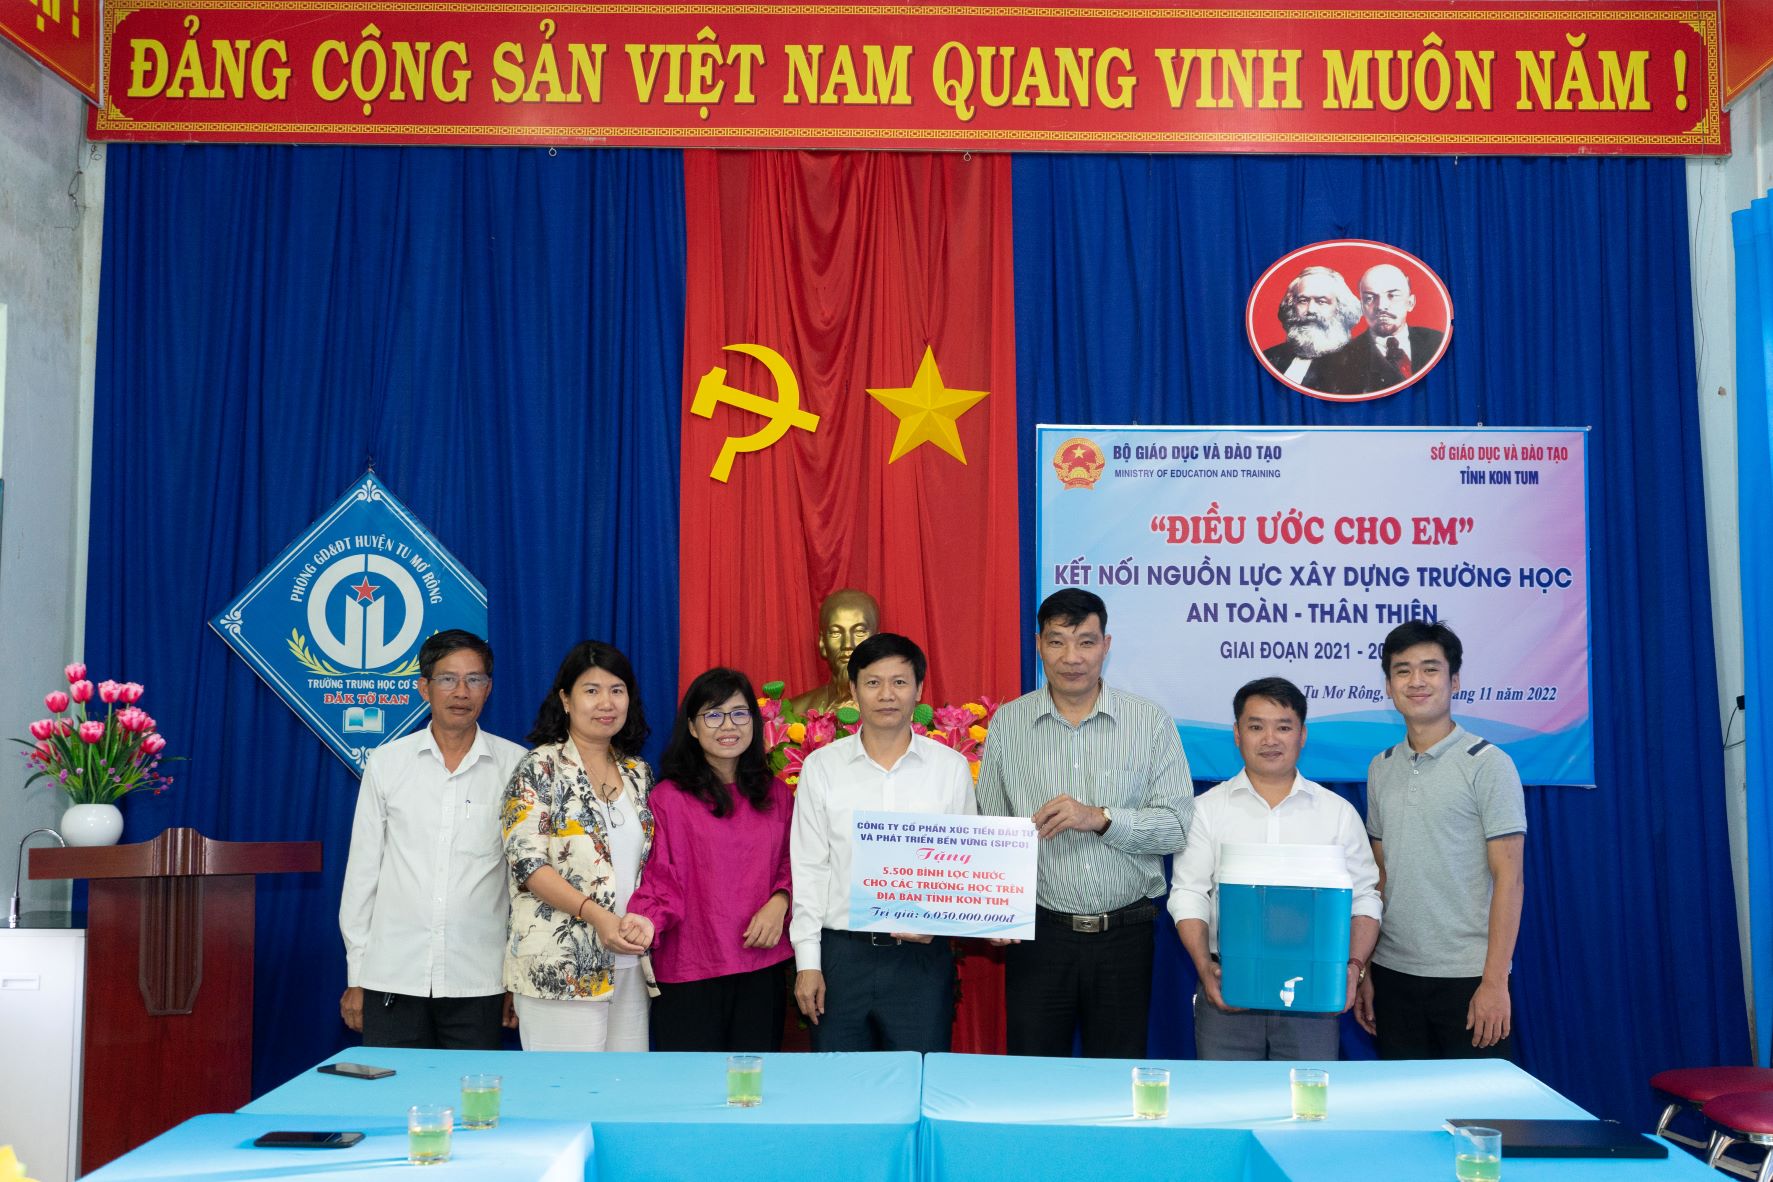 ĐẢNG CỘNG SẢN VIỆT NAM QUANG VINH MUÔN NĂM !
BỘ GIÁO DỤC VÀ ĐÀO TẠO
MINISTRY OF EDUCATION AND TRAINING
SỞ GIÁO DỤC VÀ ĐÀO TẠO
TỈNH KON TUM
“ĐIỀU ƯỚC CHO EM”
KẾT NỐI NGUỒN LỰC XÂY DỰNG TRƯỜNG HỌC
AN TOÀN - THÂN THIỆN
GIAI ĐOẠN 2021 -
Tu Mơ Rông, 11 năm 2022
PHÒNG GD&ĐT HUYỆN TU MƠ RÔNG
TRƯỜNG TRUNG HỌC CƠ
ĐĂK TỜ KAN
CÔNG TY CỔ PHẦN XÚC TIẾN ĐẦU TƯ
VÀ PHÁT TRIỂN BỀN VỮNG (SIPCO)
Tặng
5.500 BÌNH LỌC NƯỚC
CHO CÁC TRƯỜNG HỌC TRÊN
ĐỊA BÀN TỈNH KON TUM
Trị giá: 6.050.000.000đ